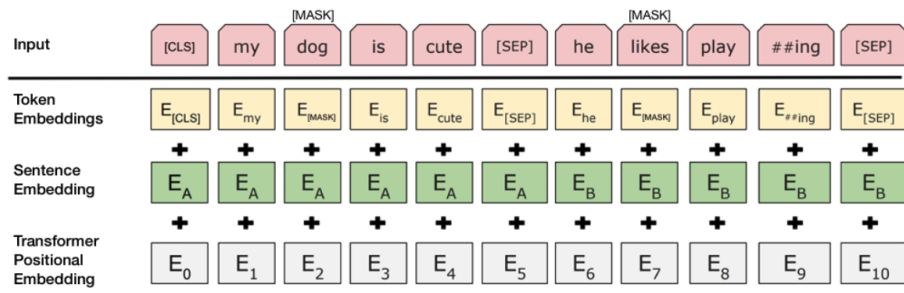 [MASK] [MASK]
Input [CLS] my dog is cute [SEP] he likes play ##ing [SEP]
Token
Embeddings E[CLS] Emy E[MASK] Eis Ecute E[SEP] Ehe E[MASK] Eplay E##ing E[SEP]
+ + + + + + + + + + +
Sentence
Embedding EA EA EA EA EA EA EB EB EB EB EB
+ + + + + + + + + + +
Transformer
Positional
Embedding E0 E1 E2 E3 E4 E5 E6 E7 E8 E9 E10